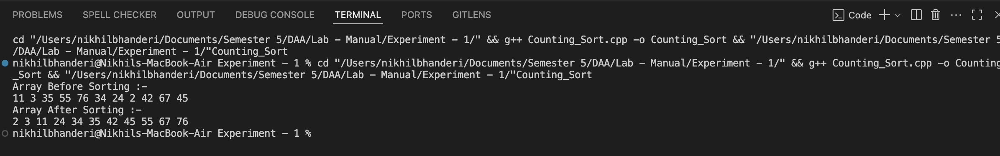 PROBLEMS SPELL CHECKER OUTPUT DEBUG CONSOLE TERMINAL PORTS GITLENS Code
cd "/Users/nikhilbhanderi/Documents/Semester 5/DAA/Lab - Manual/Experiment - 1/" && g++ Counting_Sort.cpp -o Counting_Sort && "/Users/nikhilbhanderi/Documents/Semester 5
/DAA/Lab - Manual/Experiment - 1/"Counting_Sort
nikhilbhanderi@Nikhils-MacBook-Air Experiment - 1 % cd "/Users/nikhilbhanderi/Documents/Semester 5/DAA/Lab - Manual/Experiment - 1/" && g++ Counting_Sort.cpp -o Counting
_Sort && "/Users/nikhilbhanderi/Documents/Semester 5/DAA/Lab - Manual/Experiment - 1/"Counting_Sort
Array Before Sorting :-
11 3 35 55 76 34 24 2 42 67 45
Array After Sorting :-
2 3 11 24 34 35 42 45 55 67 76
nikhilbhanderi@Nikhils-MacBook-Air Experiment - 1 %